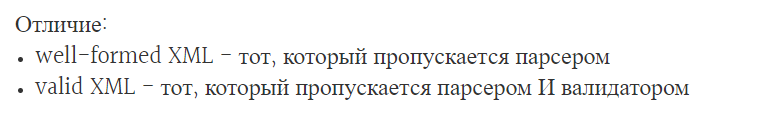 Отличие:
• well-formed XML - тот, который пропускается парсером
• valid XML - тот, который пропускается парсером И валидатором